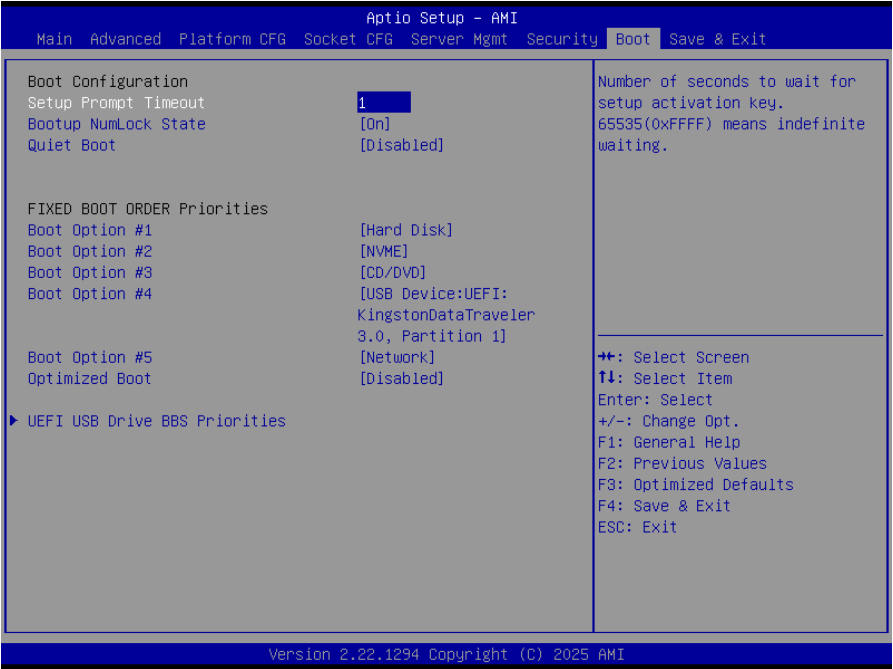 Aptio Setup – AMI
Main Advanced Platform CFG Socket CFG Server Mgmt Security Boot Save & Exit
Boot Configuration
Setup Prompt Timeout 1
Bootup NumLock State [On]
Quiet Boot [Disabled]
FIXED BOOT ORDER Priorities
Boot Option #1 [Hard Disk]
Boot Option #2 [NVME]
Boot Option #3 [CD/DVD]
Boot Option #4 [USB Device:UEFI:
KingstonDataTraveler
3.0, Partition 1]
Boot Option #5 [Network]
Optimized Boot [Disabled]
UEFI USB Drive BBS Priorities
Number of seconds to wait for
setup activation key.
65535(0xFFFF) means indefinite
waiting.
→←: Select Screen
↑↓: Select Item
Enter: Select
+/-: Change Opt.
F1: General Help
F2: Previous Values
F3: Optimized Defaults
F4: Save & Exit
ESC: Exit
Version 2.22.1294 Copyright (C) 2025 AMI